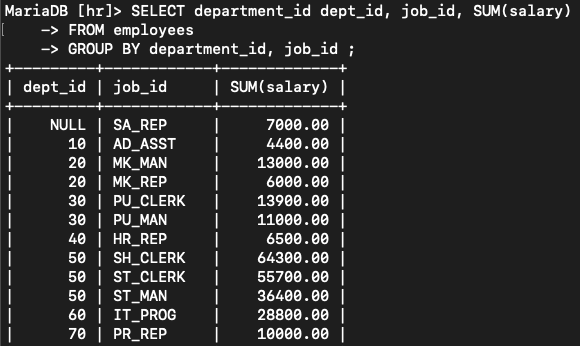 MariaDB [hr]> SELECT department_id dept_id, job_id, SUM(salary)
    -> FROM employees
    -> GROUP BY department_id, job_id ;
+---------+------------+-------------+
| dept_id | job_id     | SUM(salary) |
+---------+------------+-------------+
|    NULL | SA_REP     |     7000.00 |
|      10 | AD_ASST    |     4400.00 |
|      20 | MK_MAN     |    13000.00 |
|      20 | MK_REP     |     6000.00 |
|      30 | PU_CLERK   |    13900.00 |
|      30 | PU_MAN     |    11000.00 |
|      40 | HR_REP     |     6500.00 |
|      50 | SH_CLERK   |    64300.00 |
|      50 | ST_CLERK   |    55700.00 |
|      50 | ST_MAN     |    36400.00 |
|      60 | IT_PROG    |    28800.00 |
|      70 | PR_REP     |    10000.00 |